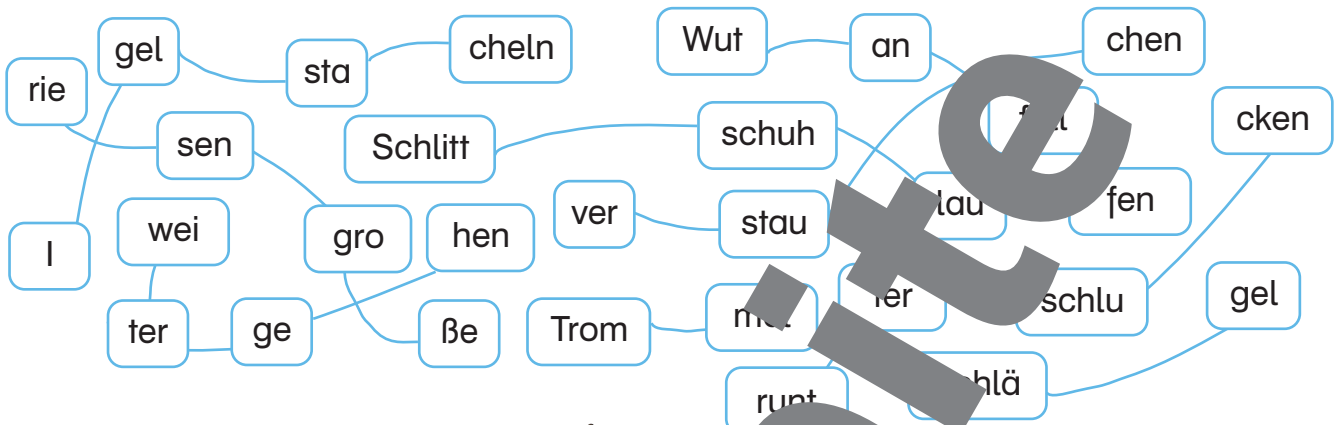 gel
sta
cheln
Wut
an
chen
rie
sen
Schlitt
schuh
cken
I
wei
gro
hen
ver
stau
lau
fen
ter
ge
ße
Trom
schlu
gel